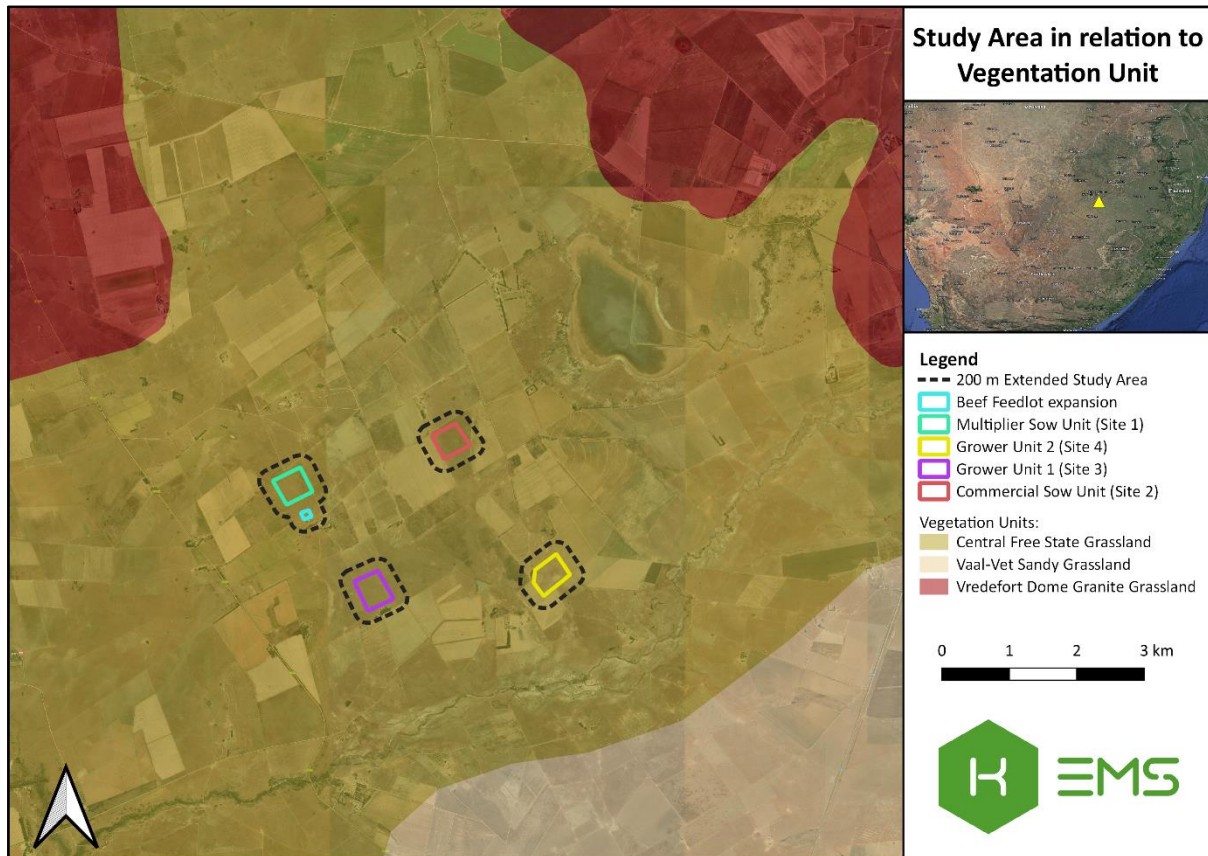 Study Area in relation to
Vegentation Unit
Legend
200 m Extended Study Area
Beef Feedlot expansion
Multiplier Sow Unit (Site 1)
Grower Unit 2 (Site 4)
Grower Unit 1 (Site 3)
Commercial Sow Unit (Site 2)
Vegetation Units:
Central Free State Grassland
Vaal-Vet Sandy Grassland
Vredefort Dome Granite Grassland
0 1 2 3 km
K EMS